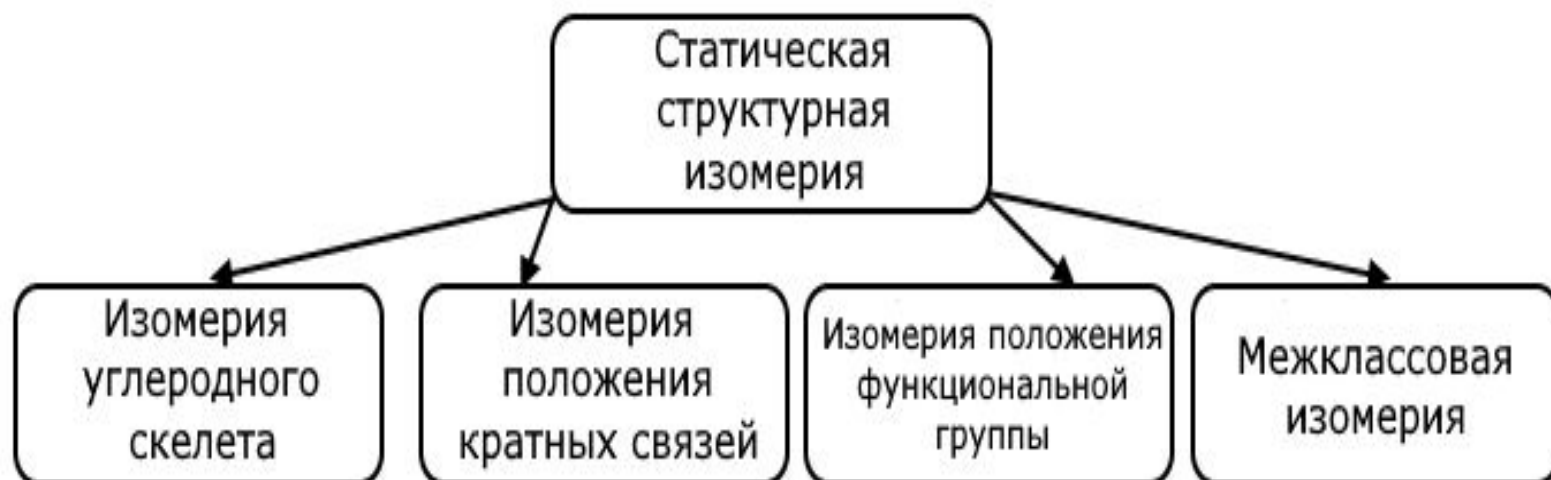 Статическая
структурная
изомерия
Изомерия
углеродного
скелета
Изомерия
положения
кратных связей
Изомерия положения
функциональной
группы
Межклассовая
изомерия